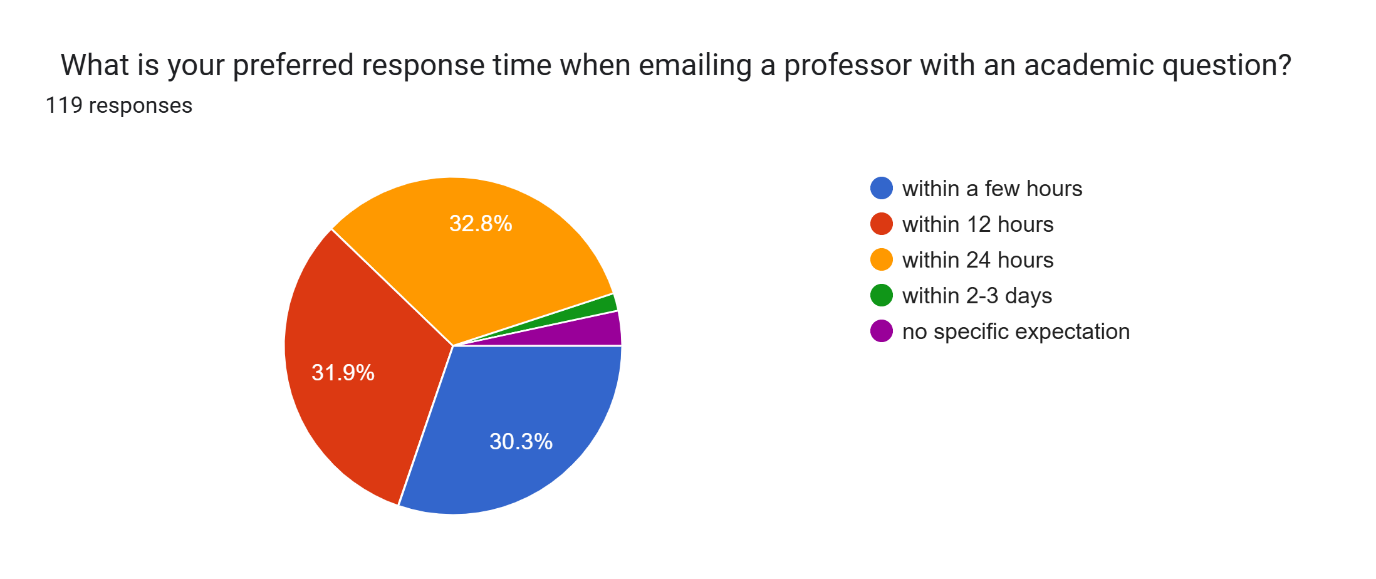 What is your preferred response time when emailing a professor with an academic question?
119 responses
32.8%
31.9%
30.3%
within a few hours
within 12 hours
within 24 hours
within 2-3 days
no specific expectation